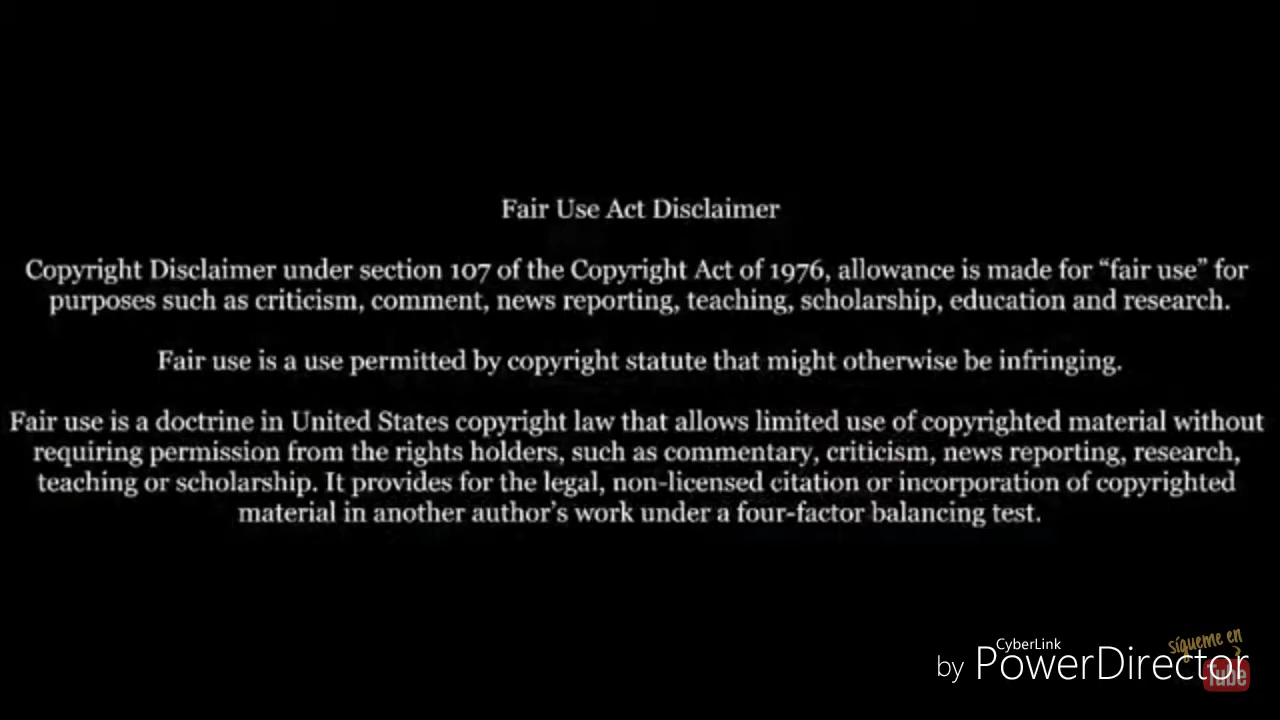 Fair Use Act Disclaimer
Copyright Disclaimer under section 107 of the Copyright Act of 1976, allowance is made for “fair use” for
purposes such as criticism, comment, news reporting, teaching, scholarship, education and research.
Fair use is a use permitted by copyright statute that might otherwise be infringing.
Fair use is a doctrine in United States copyright law that allows limited use of copyrighted material without
requiring permission from the rights holders, such as commentary, criticism, news reporting, research,
teaching or scholarship. It provides for the legal, non-licensed citation or incorporation of copyrighted
material in another author’s work under a four-factor balancing test.
sígueme en
CyberLink
by PowerDirector
Tube